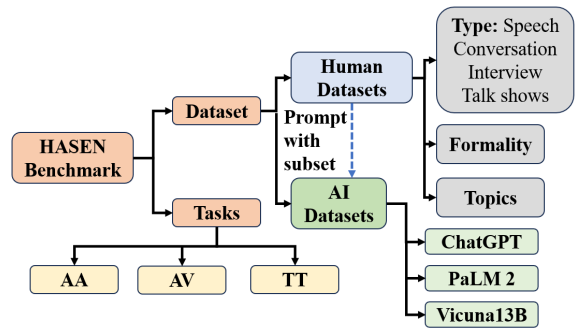 HASEN
Benchmark
Dataset
Tasks
AA
AV
TT
Human
Datasets
Prompt
with
subset
AI
Datasets
Type: Speech
Conversation
Interview
Talk shows
Formality
Topics
ChatGPT
PaLM 2
Vicuna13B